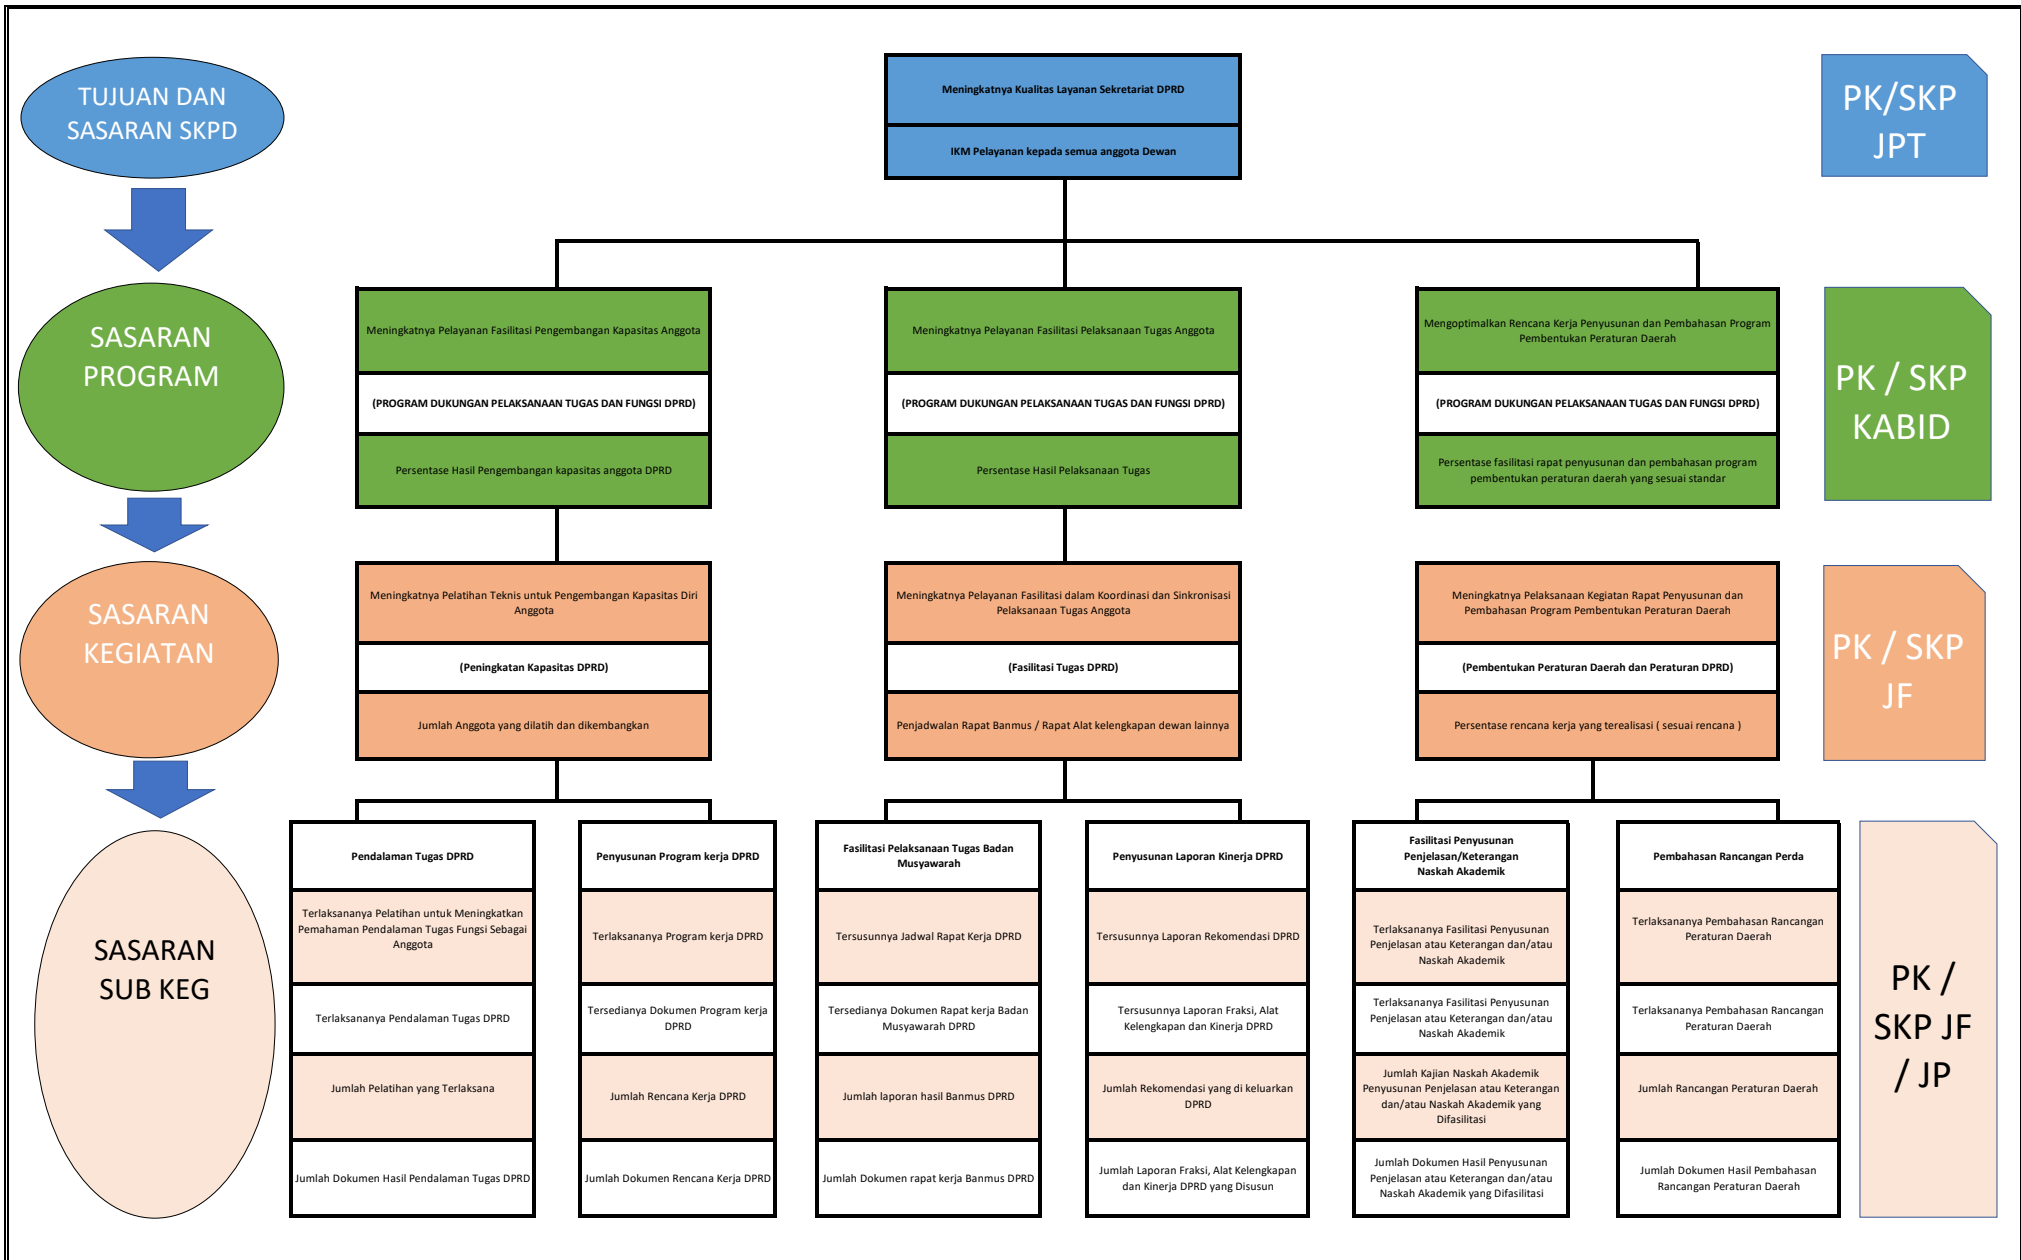 TUJUAN DAN
SASARAN SKPD
Meningkatnya Kualitas Layanan Sekretariat DPRD
IKM Pelayanan kepada semua anggota Dewan
PK/SKP
JPT
SASARAN
PROGRAM
Meningkatnya Pelayanan Fasilitasi Pengembangan Kapasitas Anggota
(PROGRAM DUKUNGAN PELAKSANAAN TUGAS DAN FUNGSI DPRD)
Persentase Hasil Pengembangan kapasitas anggota DPRD
Meningkatnya Pelayanan Fasilitasi Pelaksanaan Tugas Anggota
(PROGRAM DUKUNGAN PELAKSANAAN TUGAS DAN FUNGSI DPRD)
Persentase Hasil Pelaksanaan Tugas
Mengoptimalkan Rencana Kerja Penyusunan dan Pembahasan Program
Pembentukan Peraturan Daerah
(PROGRAM DUKUNGAN PELAKSANAAN TUGAS DAN FUNGSI DPRD)
Persentase fasilitasi rapat penyusunan dan pembahasan program
pembentukan peraturan daerah yang sesuai standar
PK / SKP
KABID
SASARAN
KEGIATAN
Meningkatnya Pelatihan Teknis untuk Pengembangan Kapasitas Diri
Anggota
(Peningkatan Kapasitas DPRD)
Jumlah Anggota yang dilatih dan dikembangkan
Meningkatnya Pelayanan Fasilitasi dalam Koordinasi dan Sinkronisasi
Pelaksanaan Tugas Anggota
(Fasilitasi Tugas DPRD)
Penjadwalan Rapat Banmus / Rapat Alat kelengkapan dewan lainnya
Meningkatnya Pelaksanaan Kegiatan Rapat Penyusunan dan
Pembahasan Program Pembentukan Peraturan Daerah
(Pembentukan Peraturan Daerah dan Peraturan DPRD)
Persentase rencana kerja yang terealisasi ( sesuai rencana )
PK / SKP
JF
SASARAN
SUB KEG
Pendalaman Tugas DPRD
Terlaksananya Pelatihan untuk Meningkatkan
Pemahaman Pendalaman Tugas Fungsi Sebagai
Anggota
Terlaksananya Pendalaman Tugas DPRD
Jumlah Pelatihan yang Terlaksana
Jumlah Dokumen Hasil Pendalaman Tugas DPRD
Penyusunan Program kerja DPRD
Terlaksananya Program kerja DPRD
Tersedianya Dokumen Program kerja
DPRD
Jumlah Rencana Kerja DPRD
Jumlah Dokumen Rencana Kerja DPRD
Fasilitasi Pelaksanaan Tugas Badan
Musyawarah
Tersusunnya Jadwal Rapat Kerja DPRD
Tersedianya Dokumen Rapat kerja Badan
Musyawarah DPRD
Jumlah laporan hasil Banmus DPRD
Jumlah Dokumen rapat kerja Banmus DPRD
Penyusunan Laporan Kinerja DPRD
Tersusunnya Laporan Rekomendasi DPRD
Tersusunnya Laporan Fraksi, Alat
Kelengkapan dan Kinerja DPRD
Jumlah Rekomendasi yang di keluarkan
DPRD
Jumlah Laporan Fraksi, Alat Kelengkapan
dan Kinerja DPRD yang Disusun
Fasilitasi Penyusunan
Penjelasan/Keterangan
Naskah Akademik
Terlaksananya Fasilitasi Penyusunan
Penjelasan atau Keterangan dan/atau
Naskah Akademik
Terlaksananya Fasilitasi Penyusunan
Penjelasan atau Keterangan dan/atau
Naskah Akademik
Jumlah Kajian Naskah Akademik
Penyusunan Penjelasan atau Keterangan
dan/atau Naskah Akademik yang
Difasilitasi
Jumlah Dokumen Hasil Penyusunan
Penjelasan atau Keterangan dan/atau
Naskah Akademik yang Difasilitasi
Pembahasan Rancangan Perda
Terlaksananya Pembahasan Rancangan
Peraturan Daerah
Terlaksananya Pembahasan Rancangan
Peraturan Daerah
Jumlah Rancangan Peraturan Daerah
Jumlah Dokumen Hasil Pembahasan
Rancangan Peraturan Daerah
PK /
SKP JF
/ JP